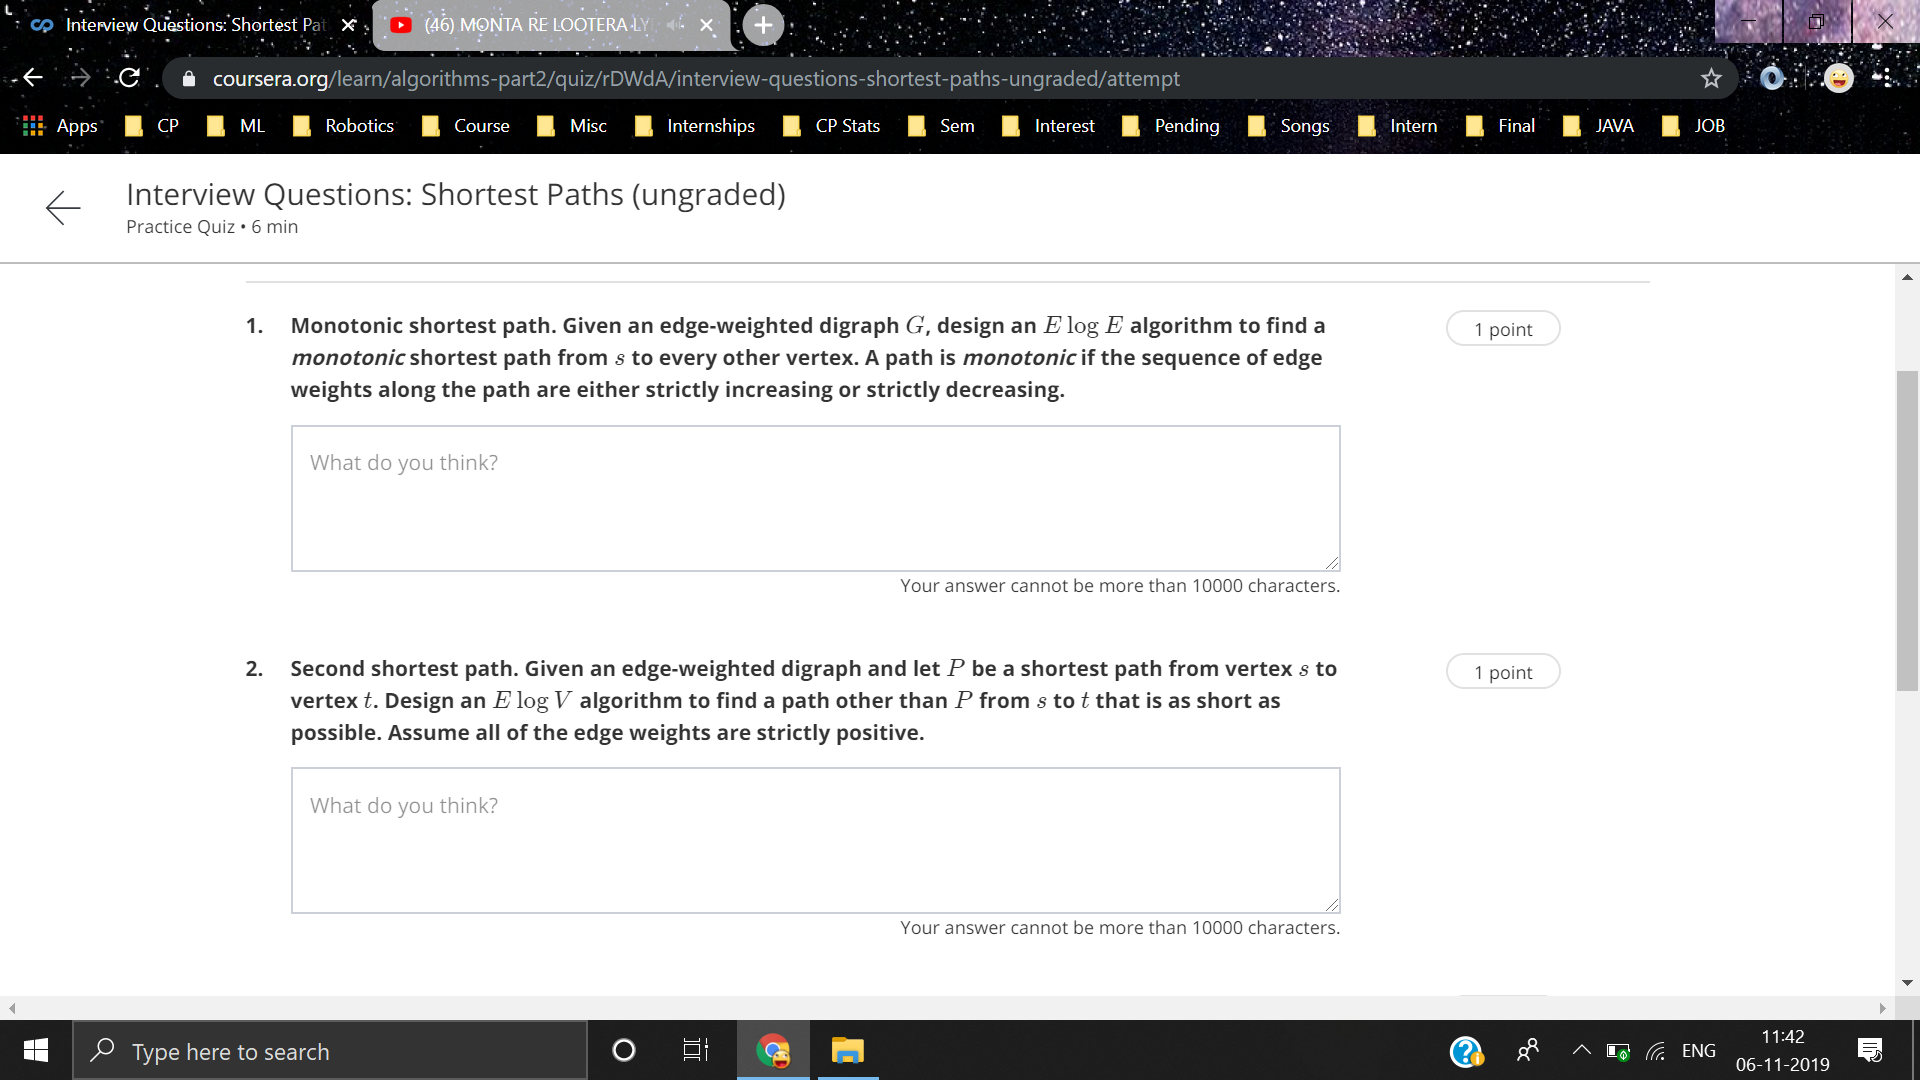 Interview Questions: Shortest Pat
(46) MONTA RE LOOTERA LY
coursera.org/learn/algorithms-part2/quiz/rDWdA/interview-questions-shortest-paths-ungraded/attempt
Apps CP ML Robotics Course Misc Internships CP Stats Sem Interest Pending Songs Intern Final JAVA JOB
Interview Questions: Shortest Paths (ungraded)
Practice Quiz • 6 min
1. Monotonic shortest path. Given an edge-weighted digraph G, design an E log E algorithm to find a
1 point
monotonic shortest path from s to every other vertex. A path is monotonic if the sequence of edge
weights along the path are either strictly increasing or strictly decreasing.
What do you think?
Your answer cannot be more than 10000 characters.
2. Second shortest path. Given an edge-weighted digraph and let P be a shortest path from vertex s to
1 point
vertex t. Design an E log V algorithm to find a path other than P from s to t that is as short as
possible. Assume all of the edge weights are strictly positive.
What do you think?
Your answer cannot be more than 10000 characters.
Type here to search
ENG
11:42
06-11-2019